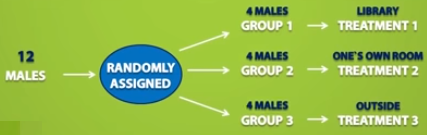 4 MALES LIBRARY
GROUP 1 TREATMENT 1
12 MALES
RANDOMLY ASSIGNED
4 MALES ONE`S OWN ROOM
GROUP 2 TREATMENT 2
4 MALES OUTSIDE
GROUP 3 TREATMENT 3